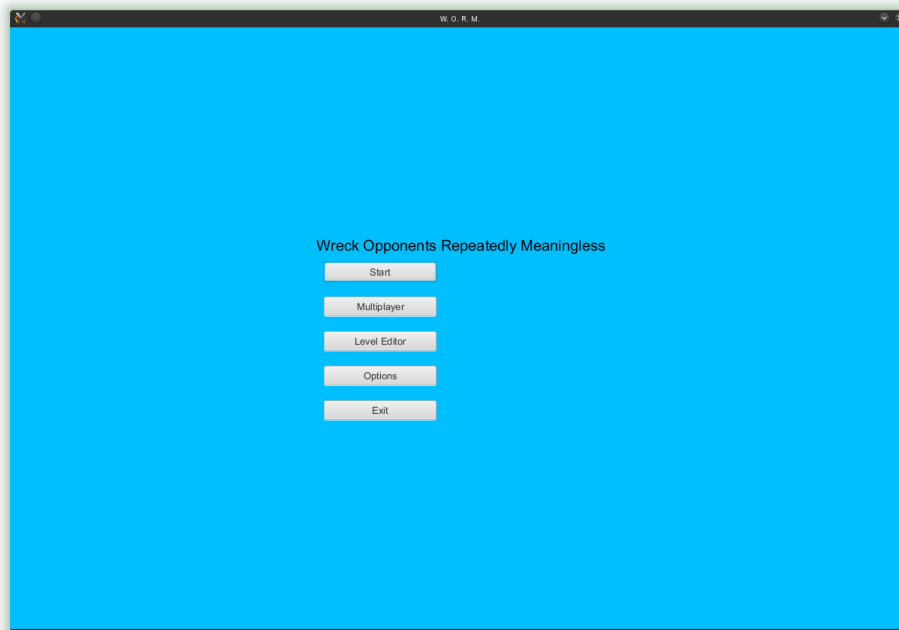 W. O. R. M.
Wreck Opponents Repeatedly Meaningless
Start
Multiplayer
Level Editor
Options
Exit